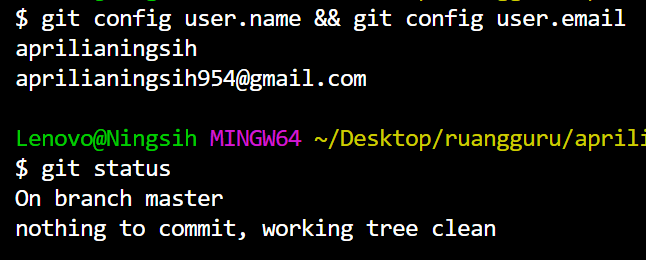 $ git config user.name && git config user.email
aprilianingsih
aprilianingsih954@gmail.com
Lenovo@Ningsih MINGW64 ~/Desktop/ruangguru/aprili
$ git status
On branch master
nothing to commit, working tree clean